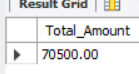 Result Grid
Total_Amount
70500.00